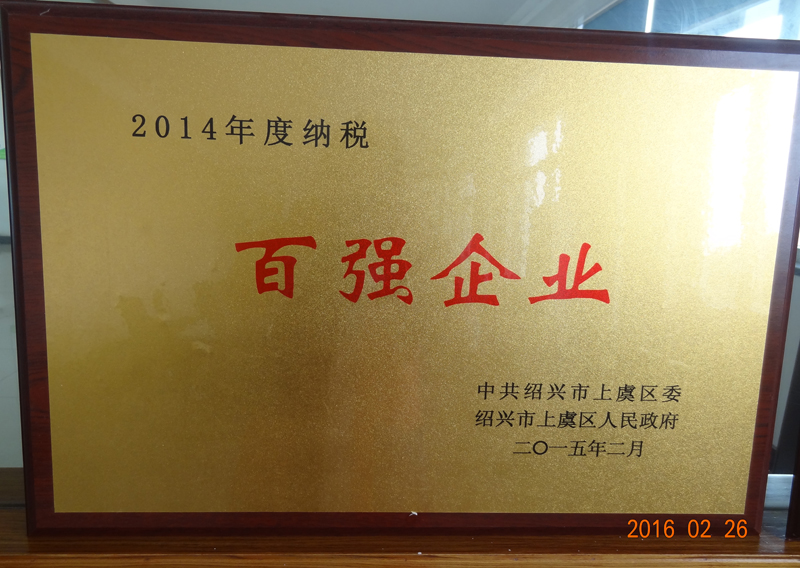 2014年度纳税
百强企业
中共绍兴市上虞区委
绍兴市上虞区人民政府
二〇一五年二月
2016 02 26